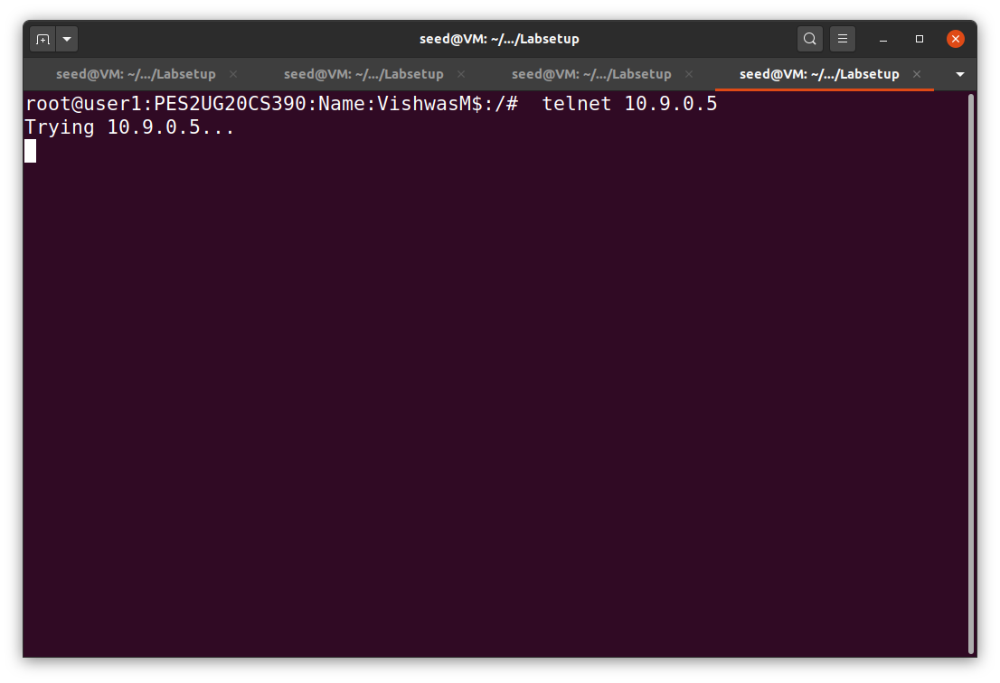 seed@VM: ~/.../Labsetup
seed@VM: ~/.../Labsetup seed@VM: ~/.../Labsetup seed@VM: ~/.../Labsetup seed@VM: ~/.../Labsetup
root@user1:PES2UG20CS390:Name:VishwasM$:/#  telnet 10.9.0.5
Trying 10.9.0.5...